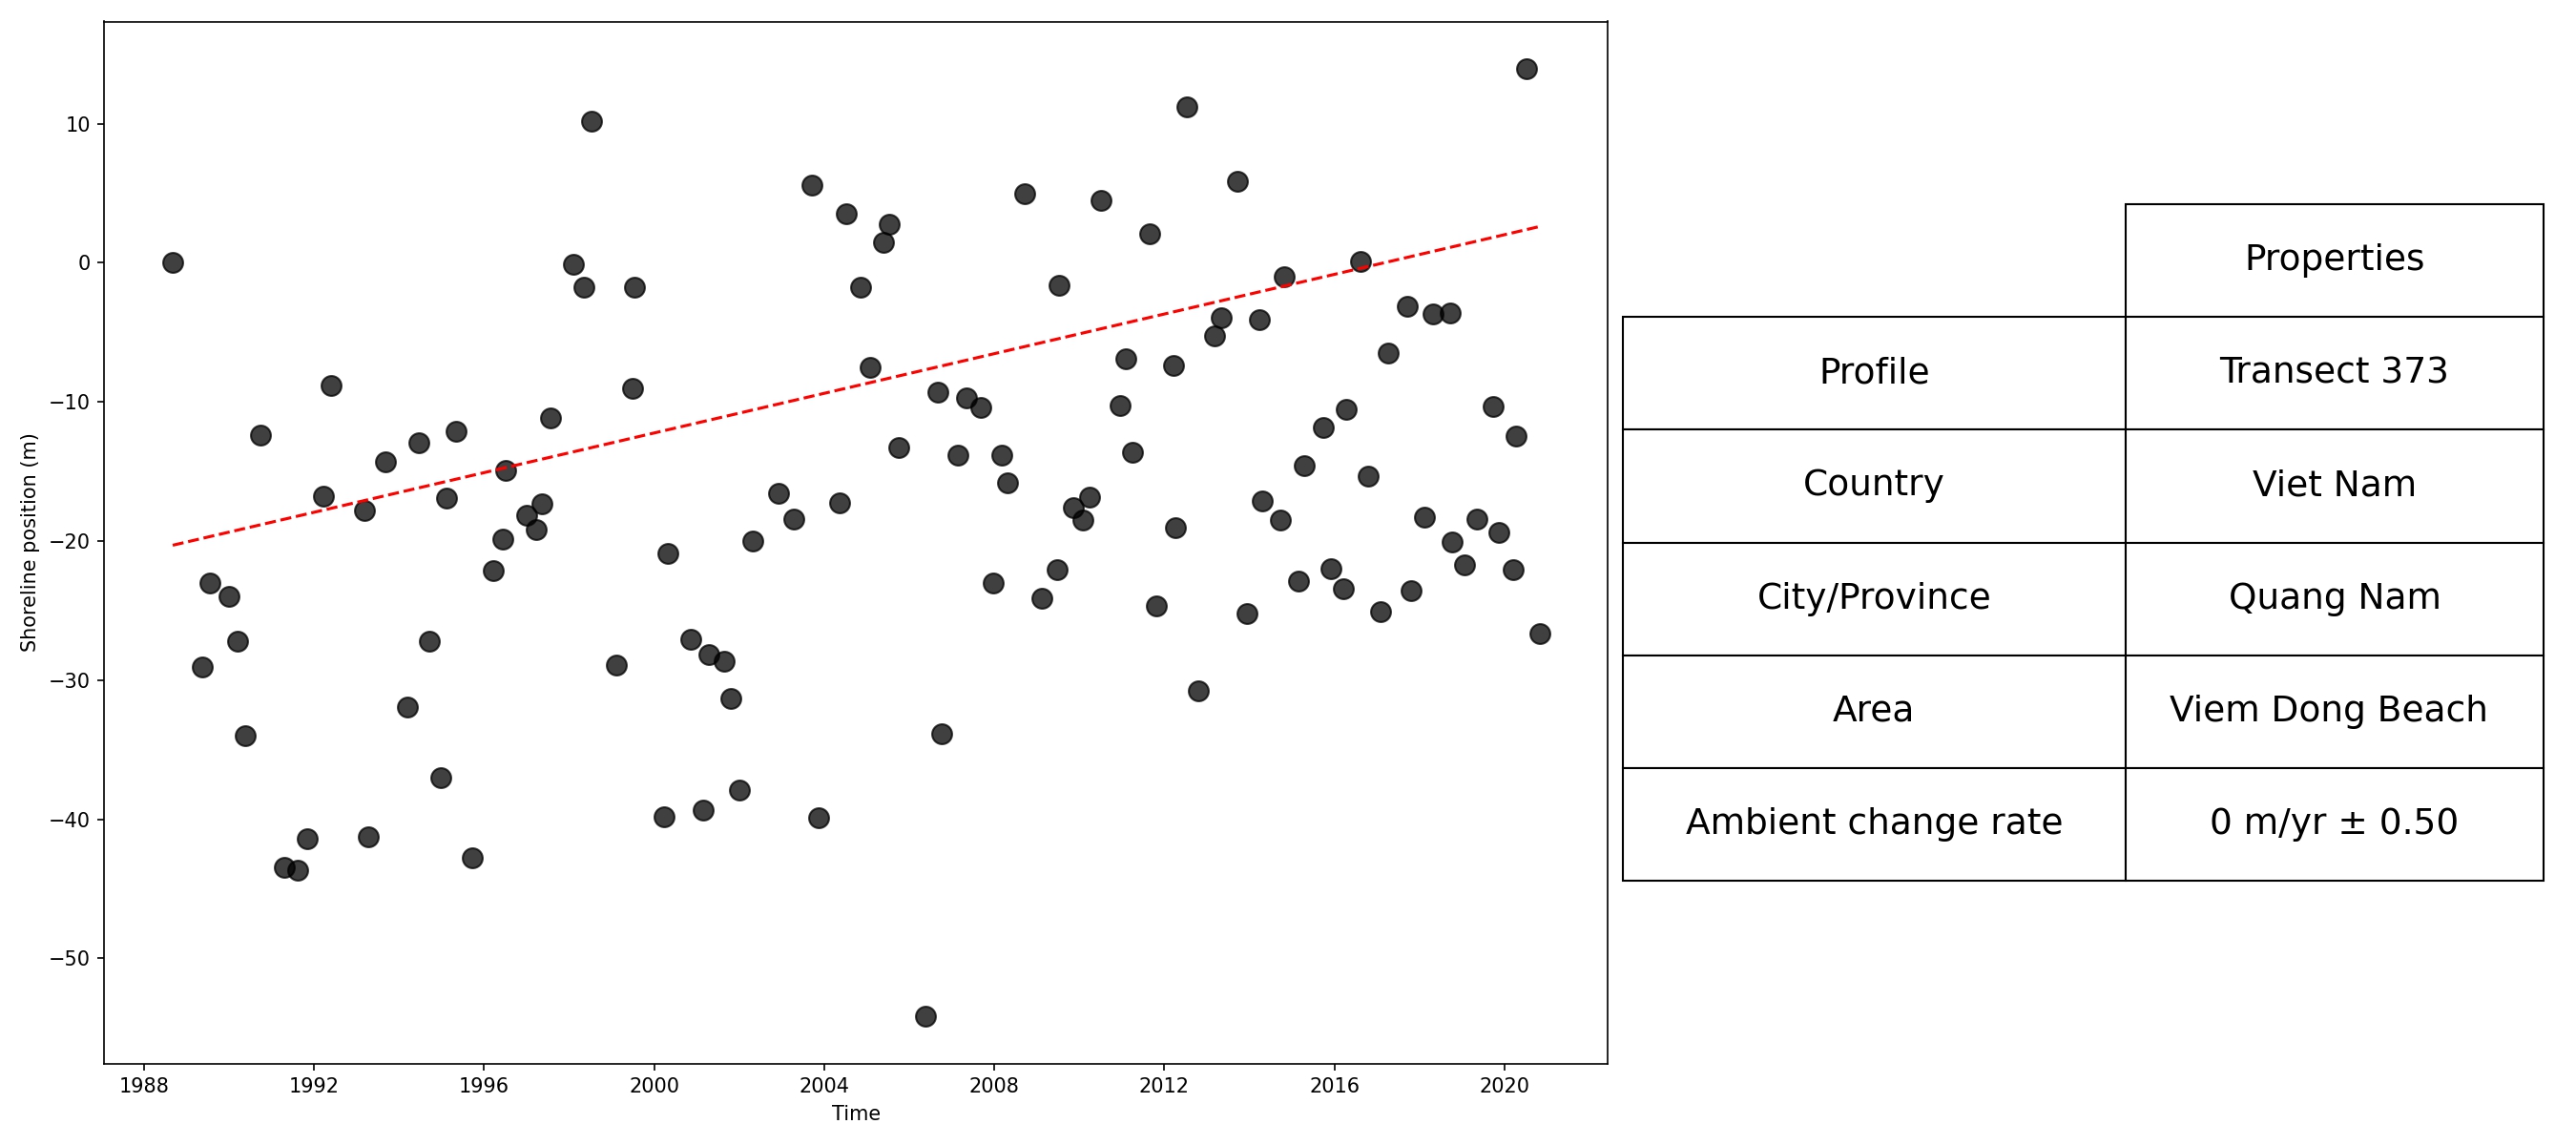 10
0
−10
−20
−30
−40
−50
Shoreline position (m)
1988 1992 1996 2000 2004 2008 2012 2016 2020
Time
Properties
Profile Transect 373
Country Viet Nam
City/Province Quang Nam
Area Viem Dong Beach
Ambient change rate 0 m/yr ± 0.50